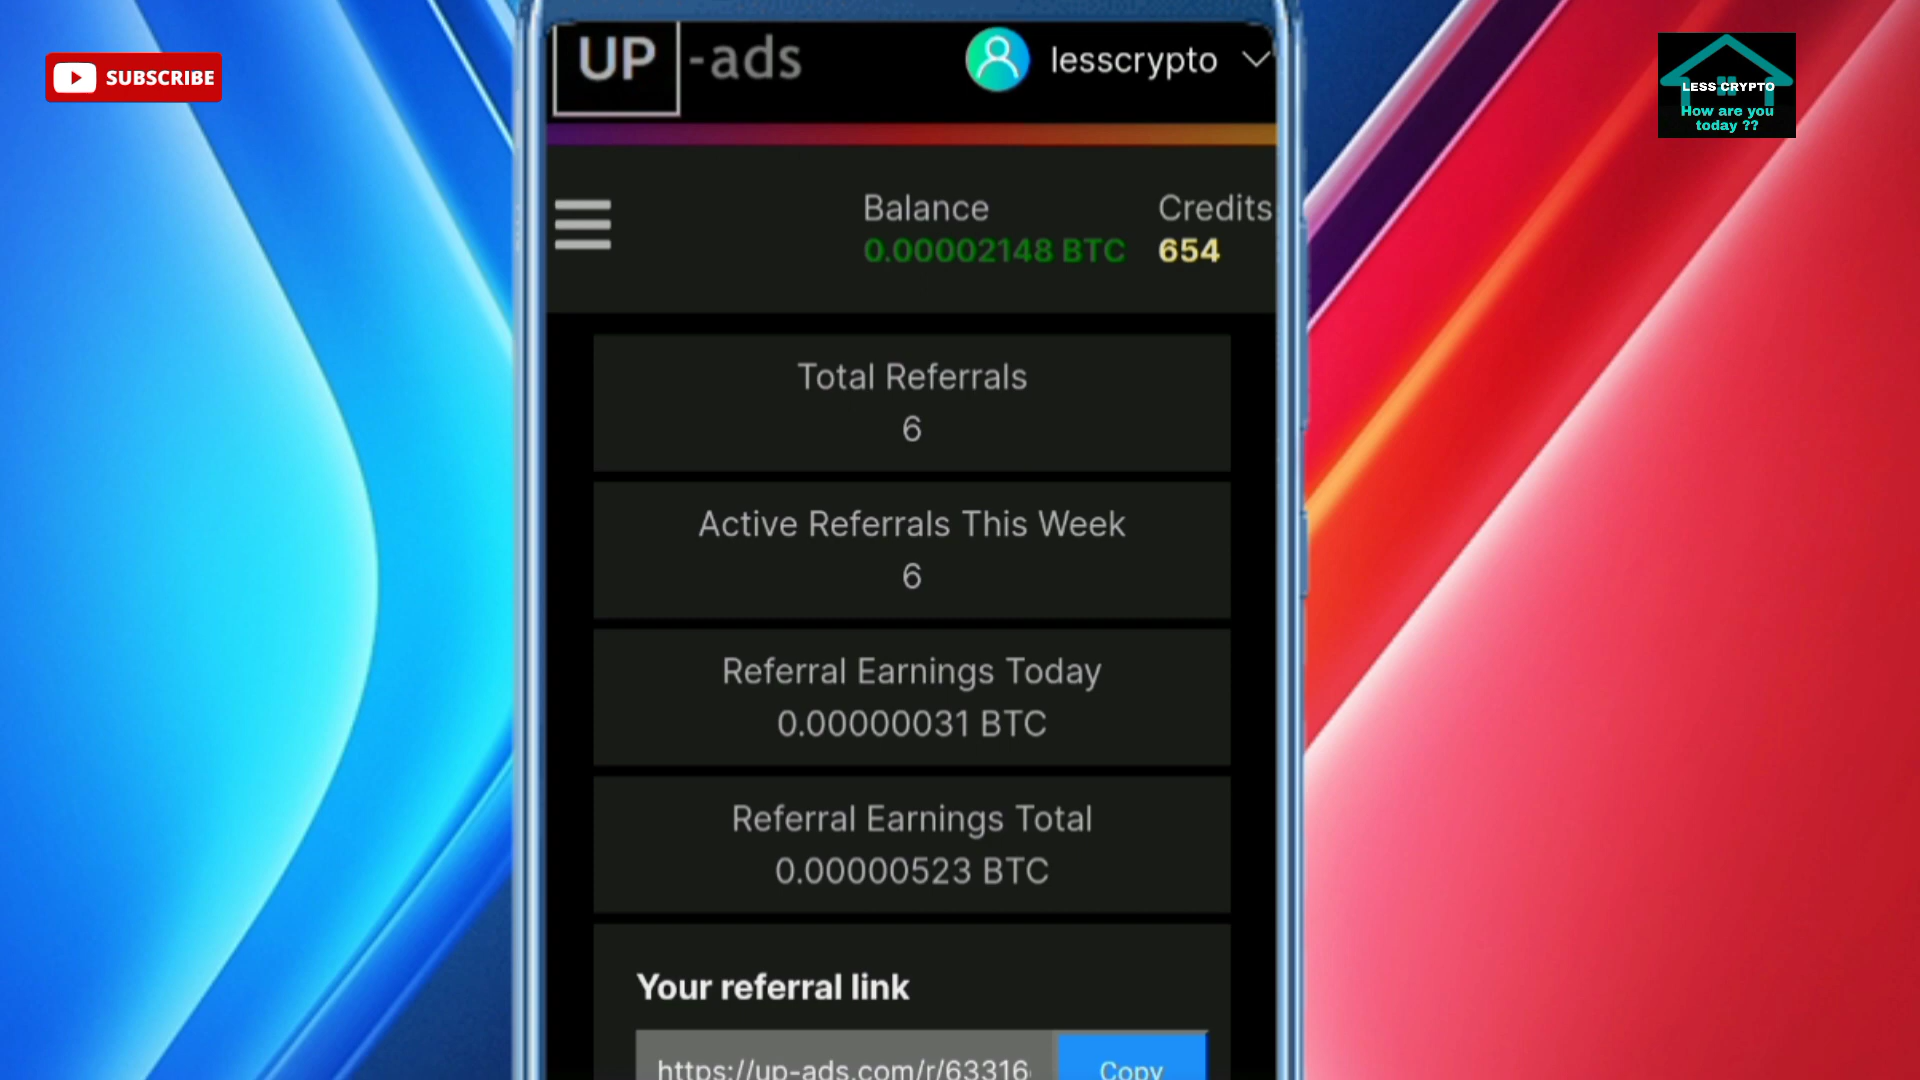 SUBSCRIBE
UP -ads
lesscrypto
LESS CRYPTO
How are you
today ??
Balance
0.00002148 BTC
Credits
654
Total Referrals
6
Active Referrals This Week
6
Referral Earnings Today
0.00000031 BTC
Referral Earnings Total
0.00000523 BTC
Your referral link
https://up-ads.com/r/63316
Copy